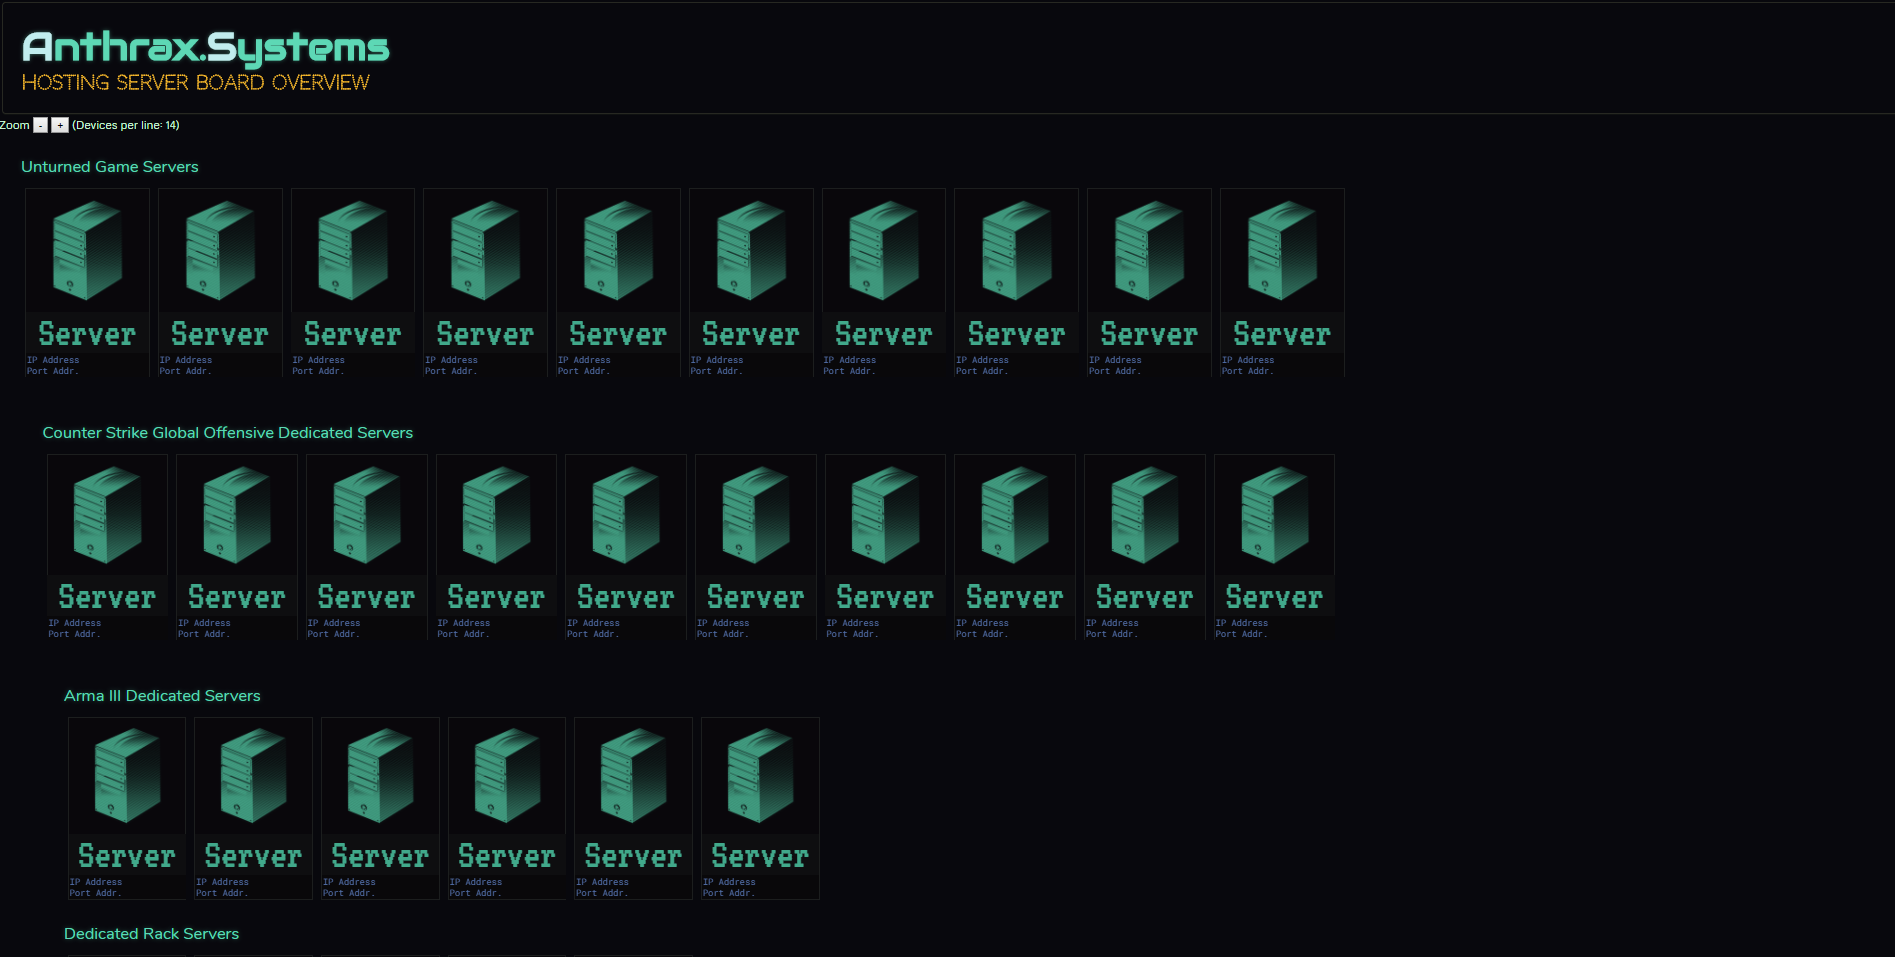 Anthrax.Systems
HOSTING SERVER BOARD OVERVIEW
Zoom - + (Devices per line: 14)
Unturned Game Servers
Server Server Server Server Server Server Server Server Server Server
IP Address IP Address IP Address IP Address IP Address IP Address IP Address IP Address IP Address IP Address
Port Addr. Port Addr. Port Addr. Port Addr. Port Addr. Port Addr. Port Addr. Port Addr. Port Addr. Port Addr.
Counter Strike Global Offensive Dedicated Servers
Server Server Server Server Server Server Server Server Server Server
IP Address IP Address IP Address IP Address IP Address IP Address IP Address IP Address IP Address IP Address
Port Addr. Port Addr. Port Addr. Port Addr. Port Addr. Port Addr. Port Addr. Port Addr. Port Addr. Port Addr.
Arma III Dedicated Servers
Server Server Server Server Server Server
IP Address IP Address IP Address IP Address IP Address IP Address
Port Addr. Port Addr. Port Addr. Port Addr. Port Addr. Port Addr.
Dedicated Rack Servers